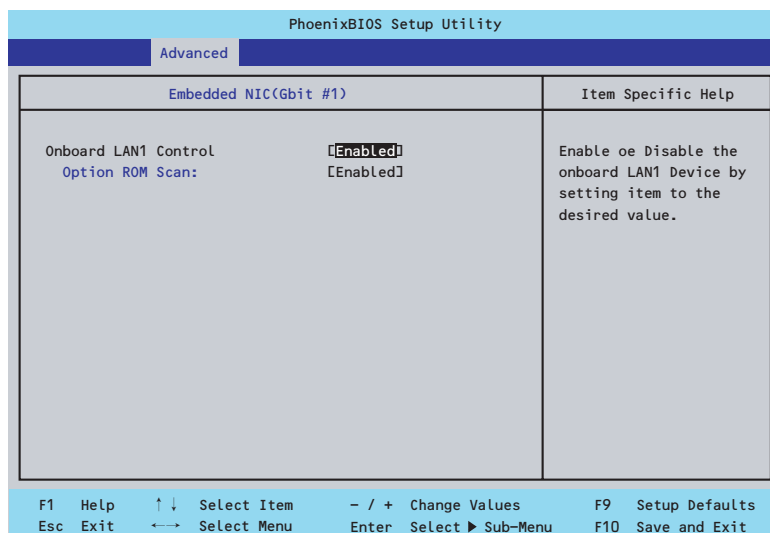 PhoenixBIOS Setup Utility
Advanced
Embedded NIC(Gbit #1)
Item Specific Help
Onboard LAN1 Control [Enabled]
Option ROM Scan: [Enabled]
Enable oe Disable the
onboard LAN1 Device by
setting item to the
desired value.
F1 Help ↑↓ Select Item - / + Change Values F9 Setup Defaults
Esc Exit ←→ Select Menu Enter Select ▶ Sub-Menu F10 Save and Exit